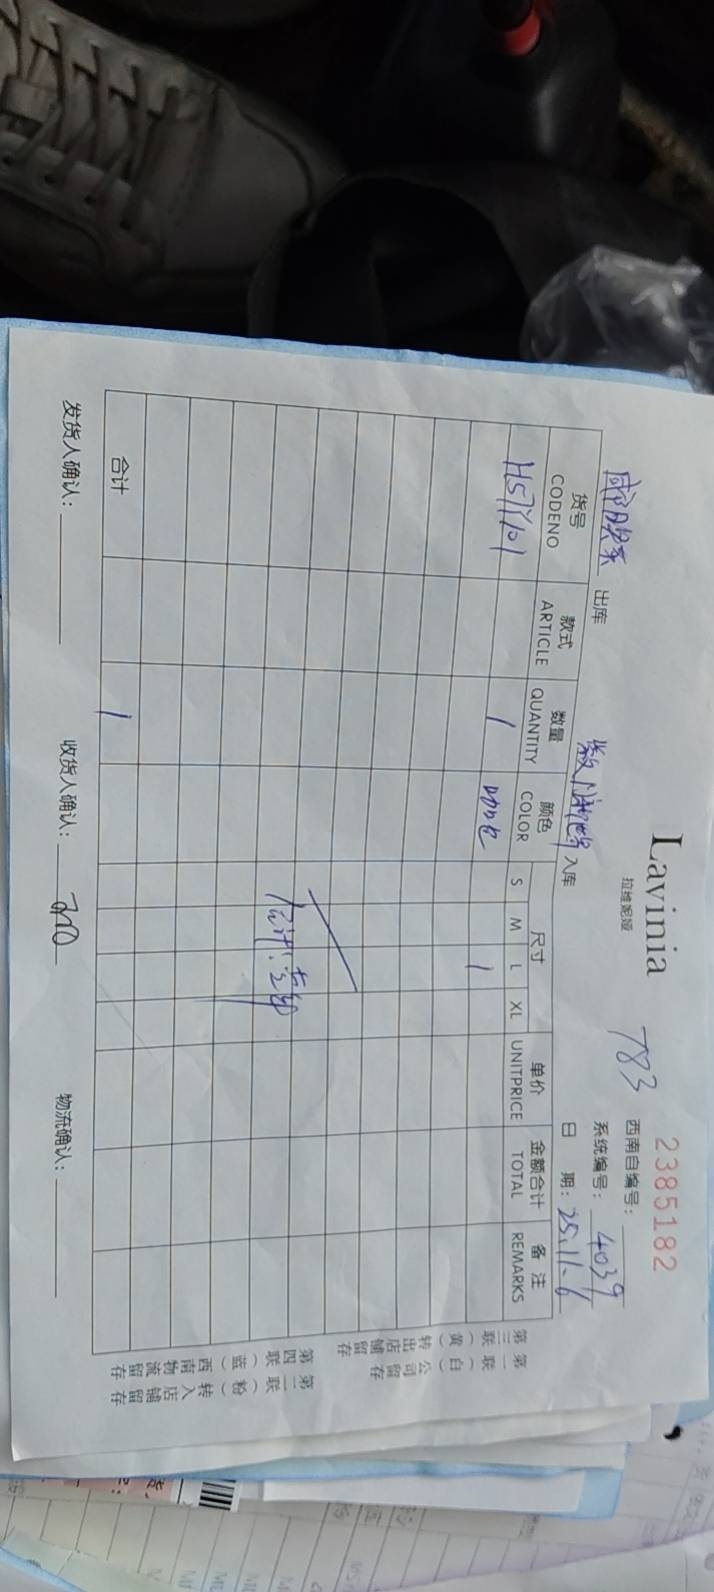 Lavinia
拉维妮娅
2385182
783
西南自编号：
系统编号：4039
出库
入库
日 期：25.11.6
货号 款式 数量 颜色 尺寸 单价 金额合计 备注
CODENO ARTICLE QUANTITY COLOR S M L XL UNITPRICE TOTAL REMARKS
H57Y101 1 咖色 1
合计 1
发货人确认： 收货人确认： 物流确认：
第一联（白）公司留存
第二联（粉）转入店铺留存
第三联（黄）转出店铺留存
第四联（蓝）西南物流留存